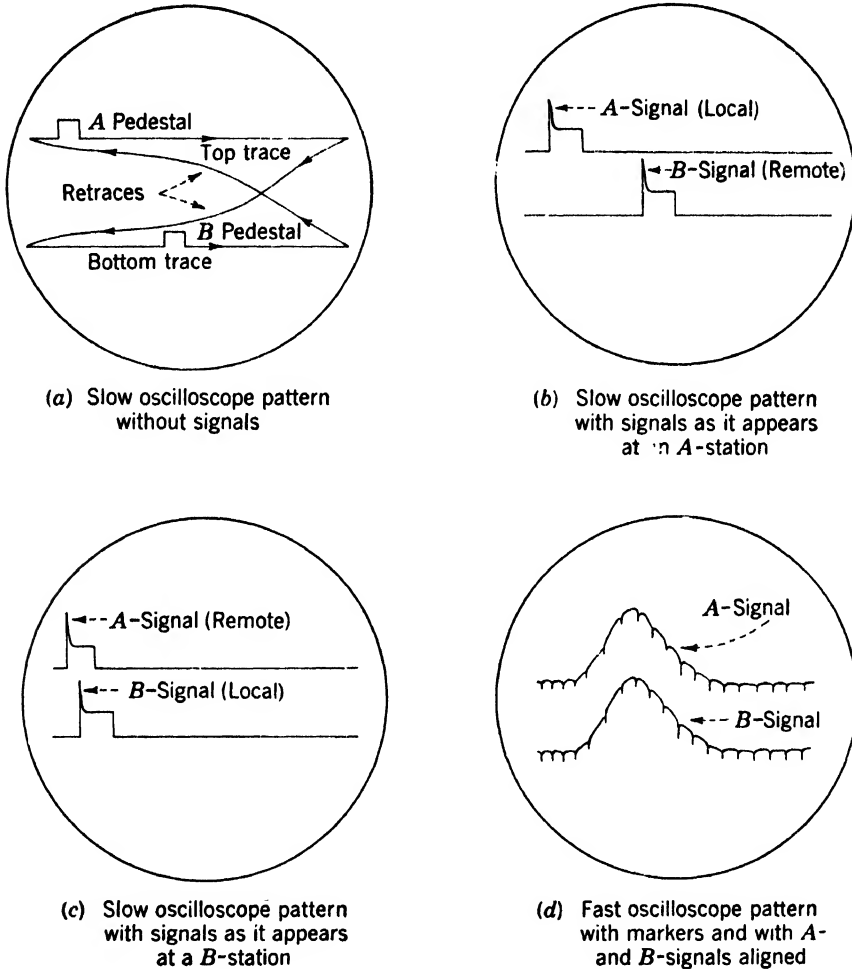 A Pedestal
Top trace
Retraces
B Pedestal
Bottom trace
(a) Slow oscilloscope pattern
without signals
A-Signal (Local)
B-Signal (Remote)
(b) Slow oscilloscope pattern
with signals as it appears
at n A-station
A-Signal (Remote)
B-Signal (Local)
(c) Slow oscilloscope pattern
with signals as it appears
at a B-station
A-Signal
B-Signal
(d) Fast oscilloscope pattern
with markers and with A-
and B-signals aligned